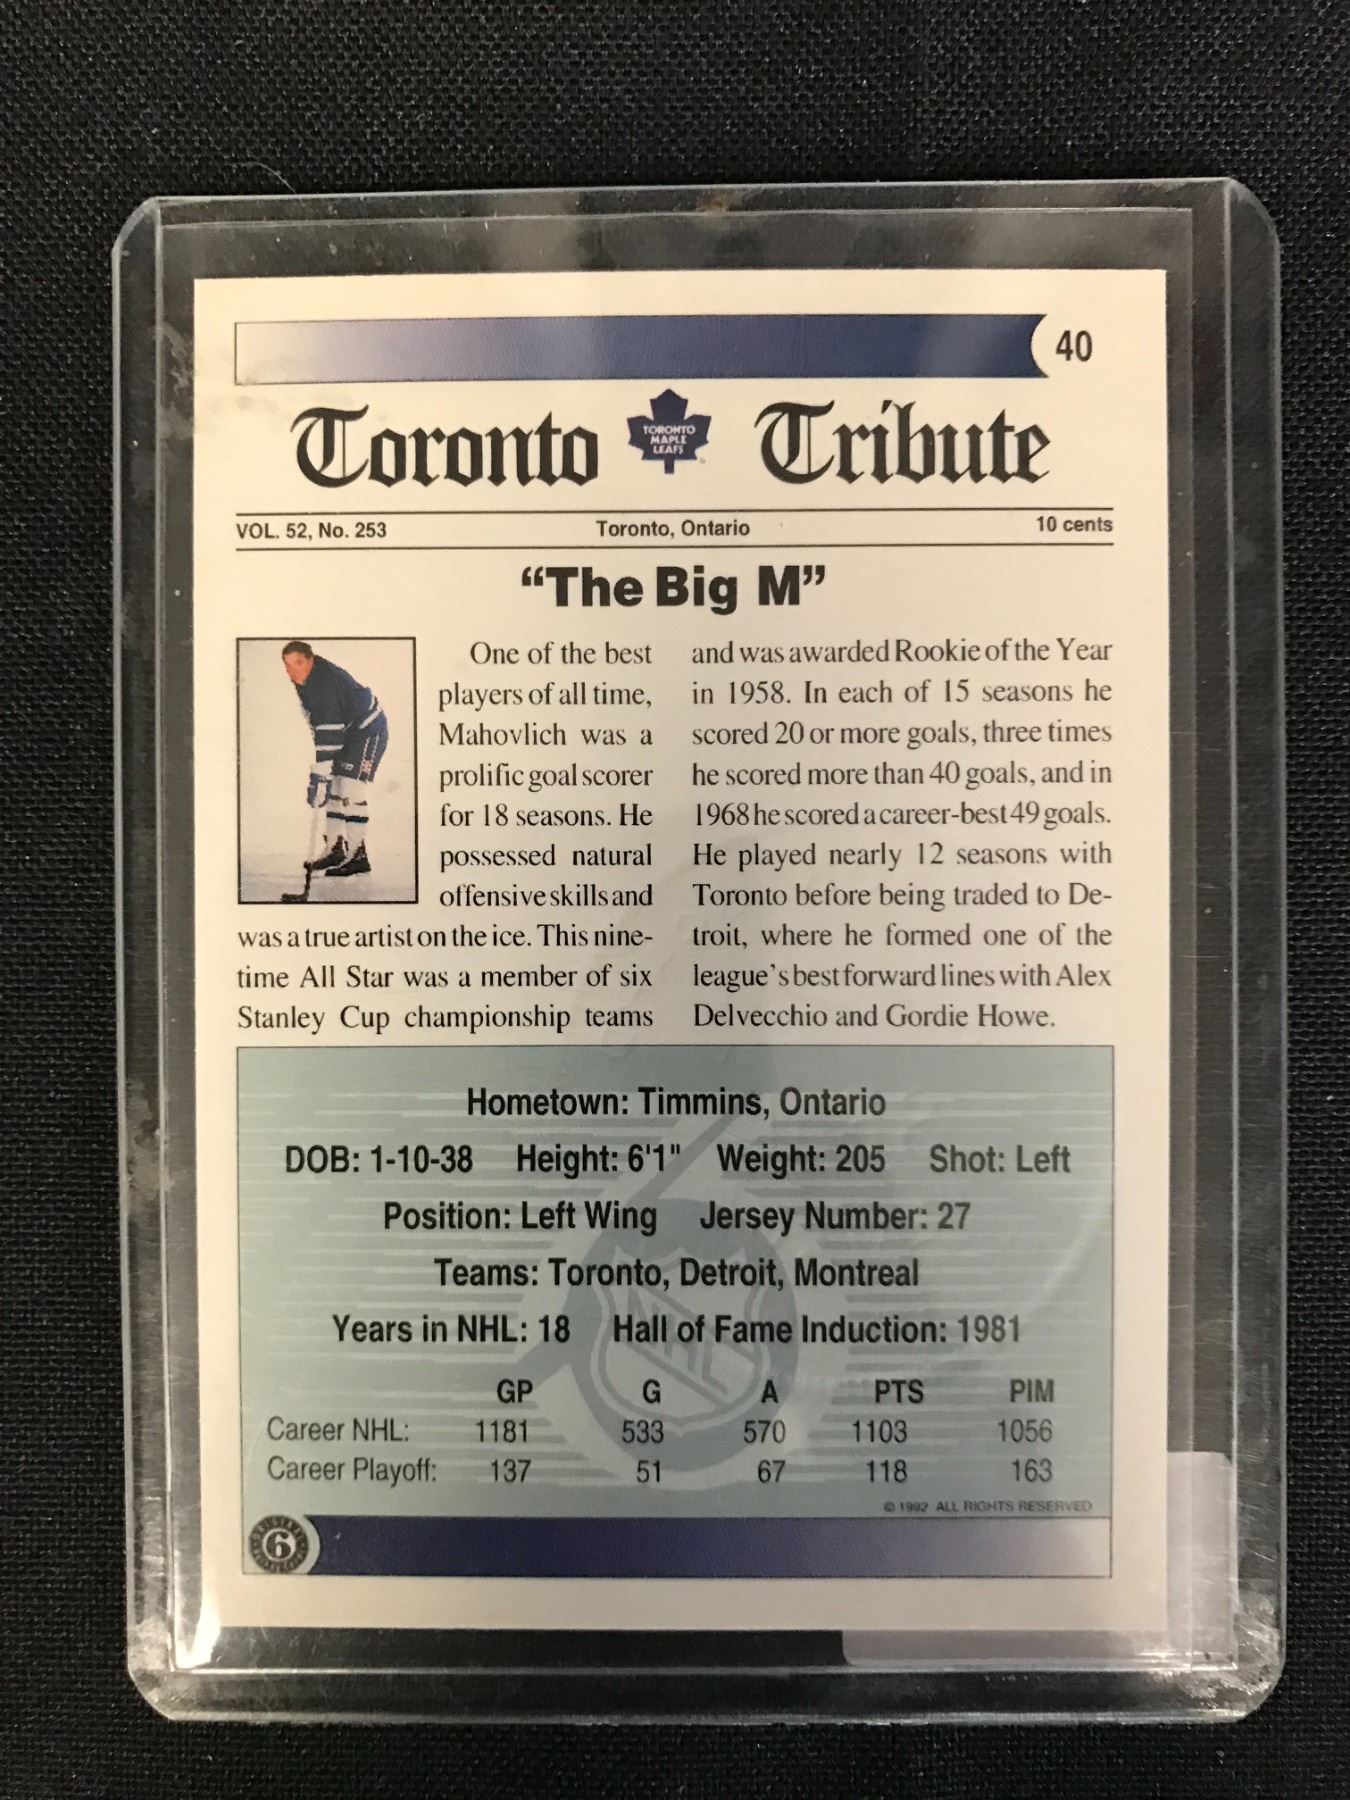 40
Toronto TORONTO MAPLE LEAFS Tribute
VOL. 52, No. 253 Toronto, Ontario 10 cents
“The Big M”
One of the best
players of all time,
Mahovlich was a
prolific goal scorer
for 18 seasons. He
possessed natural
offensive skills and
was a true artist on the ice. This nine-
time All Star was a member of six
Stanley Cup championship teams
and was awarded Rookie of the Year
in 1958. In each of 15 seasons he
scored 20 or more goals, three times
he scored more than 40 goals, and in
1968 he scored a career-best 49 goals.
He played nearly 12 seasons with
Toronto before being traded to De-
troit, where he formed one of the
league's best forward lines with Alex
Delvecchio and Gordie Howe.
Hometown: Timmins, Ontario
DOB: 1-10-38 Height: 6'1" Weight: 205 Shot: Left
Position: Left Wing Jersey Number: 27
Teams: Toronto, Detroit, Montreal
Years in NHL: 18 Hall of Fame Induction: 1981
GP G A PTS PIM
Career NHL: 1181 533 570 1103 1056
Career Playoff: 137 51 67 118 163
© 1992 ALL RIGHTS RESERVED
6